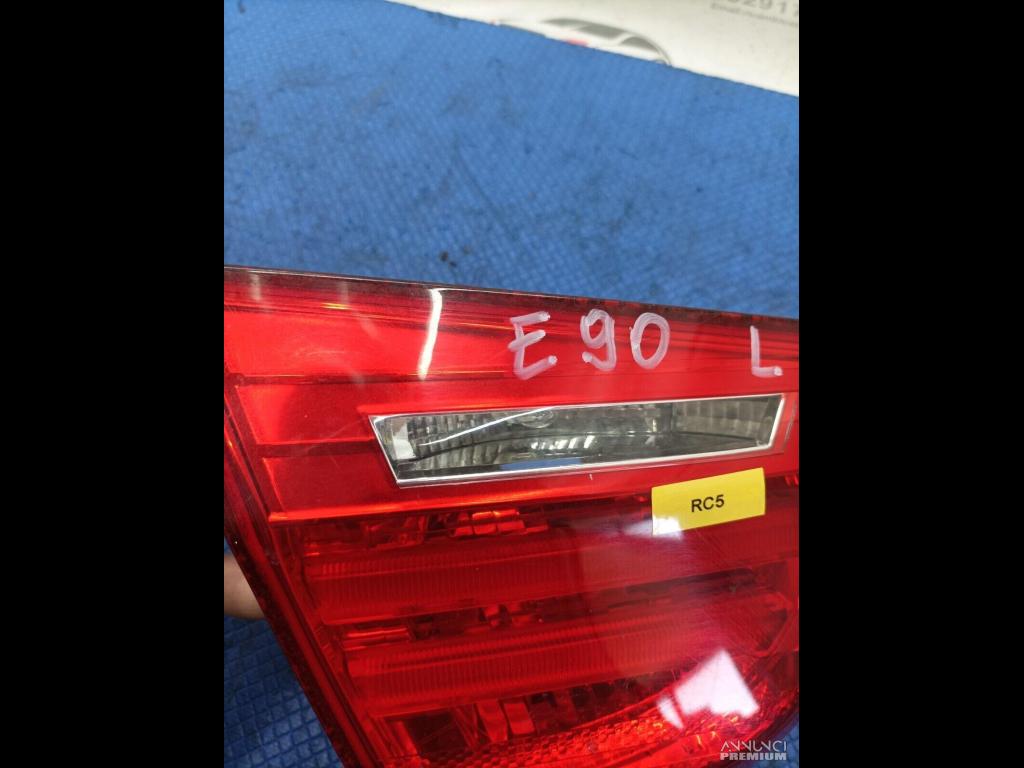 E90 L
RC5
ANNUNCI
PREMIUM